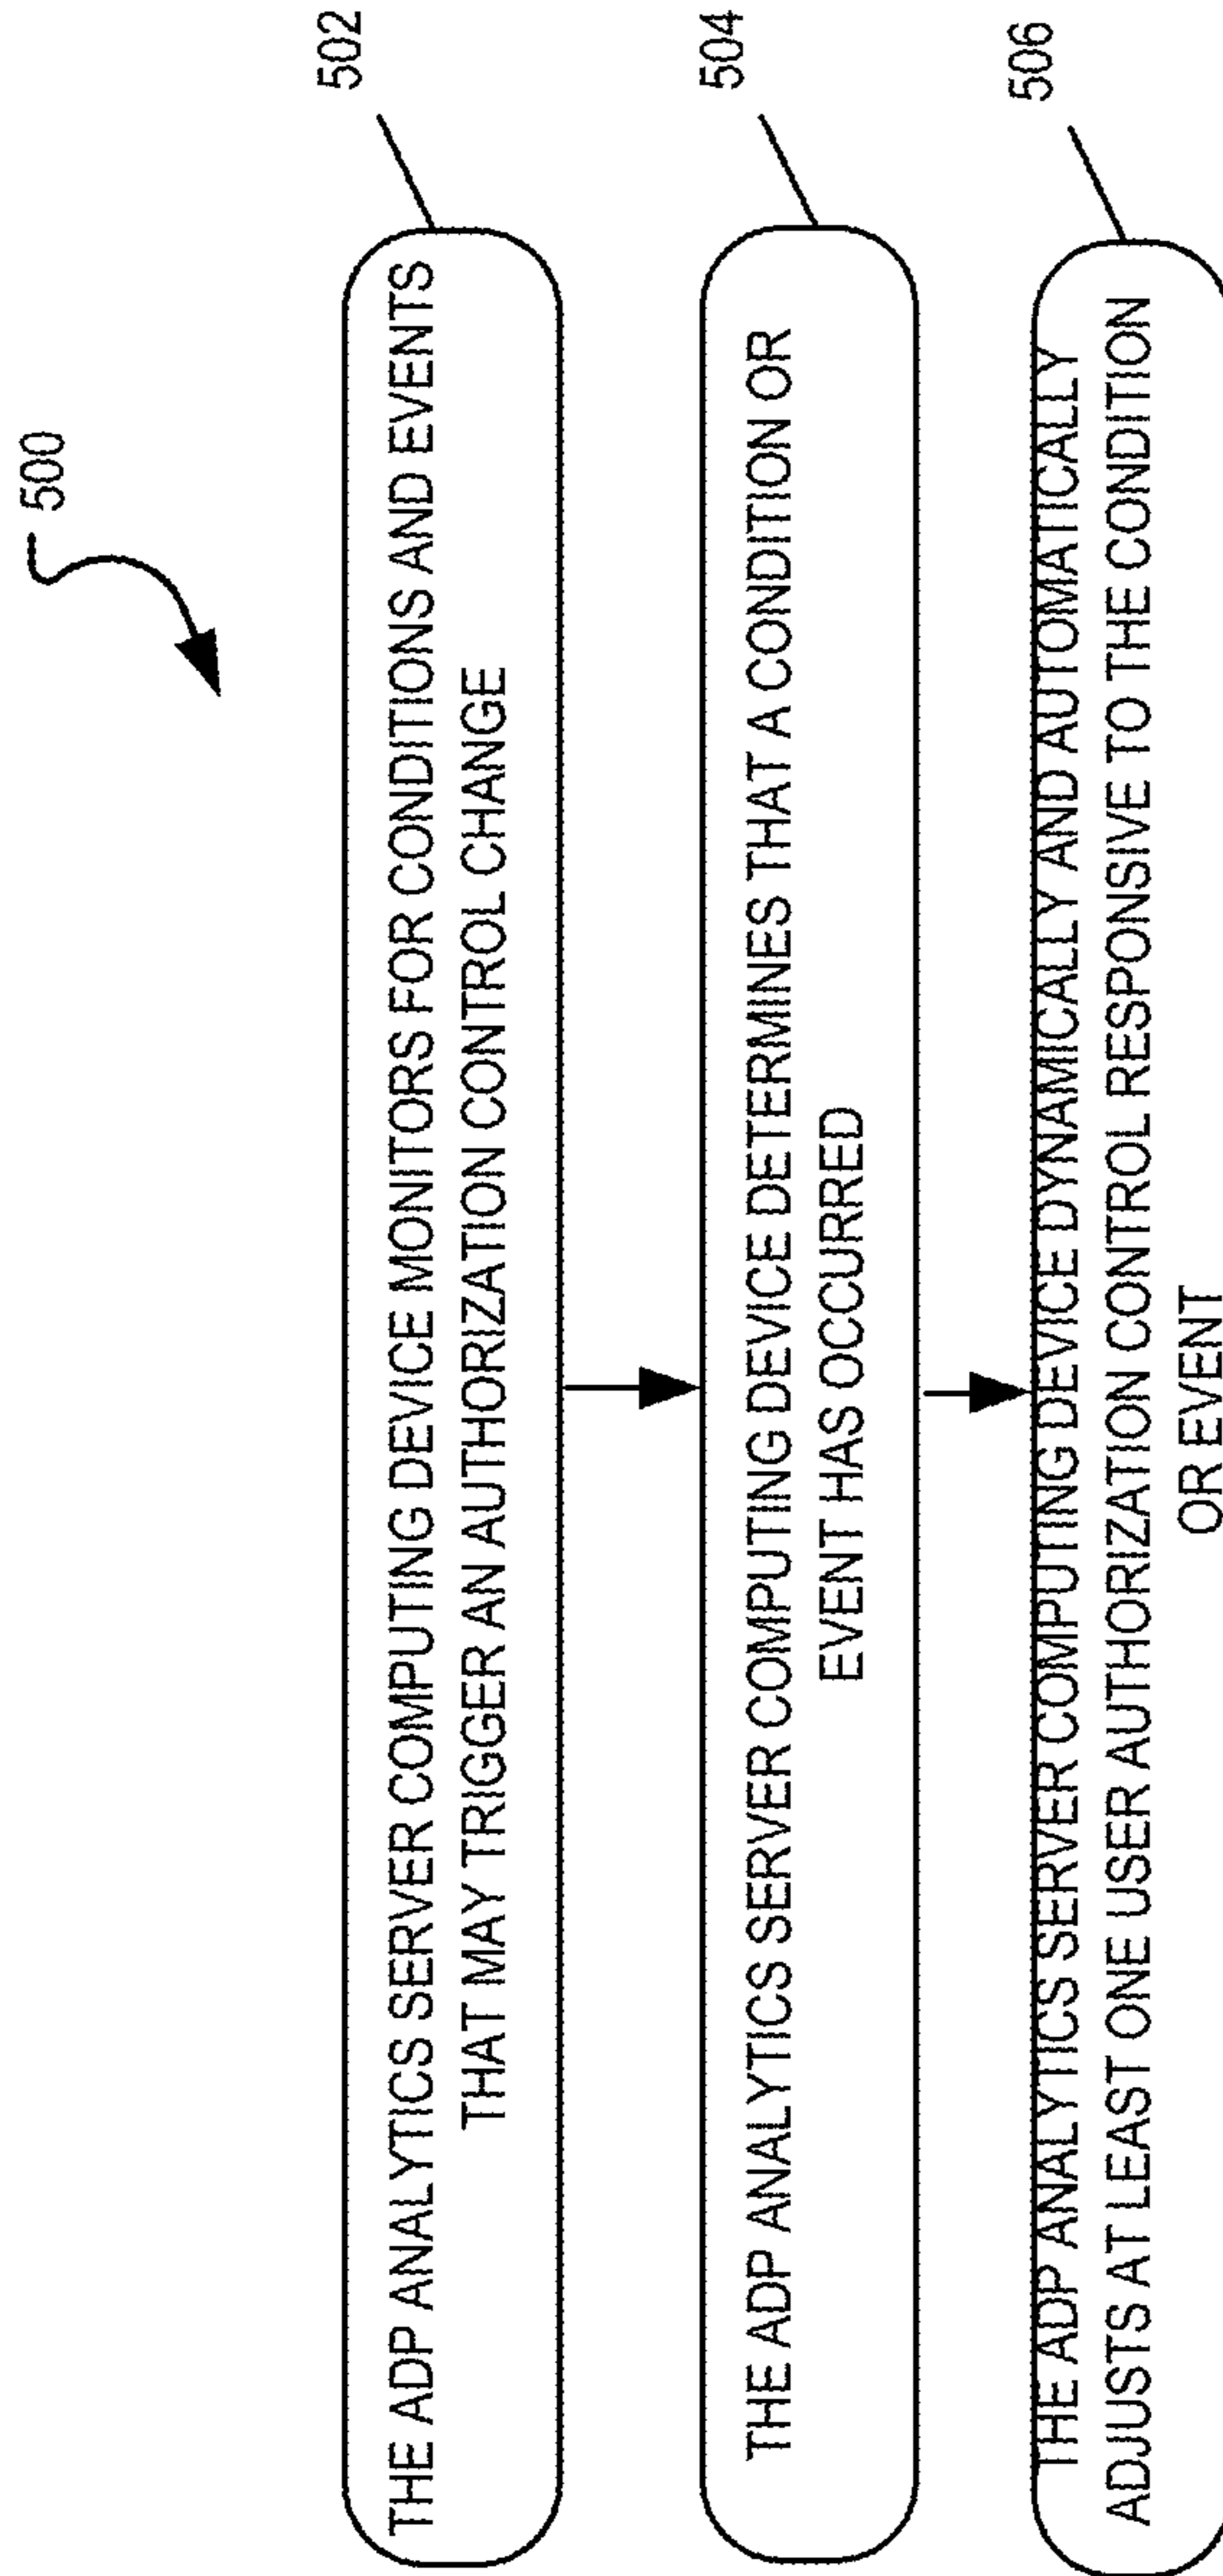 500
502
THE ADP ANALYTICS SERVER COMPUTING DEVICE MONITORS FOR CONDITIONS AND EVENTS
THAT MAY TRIGGER AN AUTHORIZATION CONTROL CHANGE
504
THE ADP ANALYTICS SERVER COMPUTING DEVICE DETERMINES THAT A CONDITION OR
EVENT HAS OCCURRED
506
THE ADP ANALYTICS SERVER COMPUTING DEVICE DYNAMICALLY AND AUTOMATICALLY
ADJUSTS AT LEAST ONE USER AUTHORIZATION CONTROL RESPONSIVE TO THE CONDITION
OR EVENT